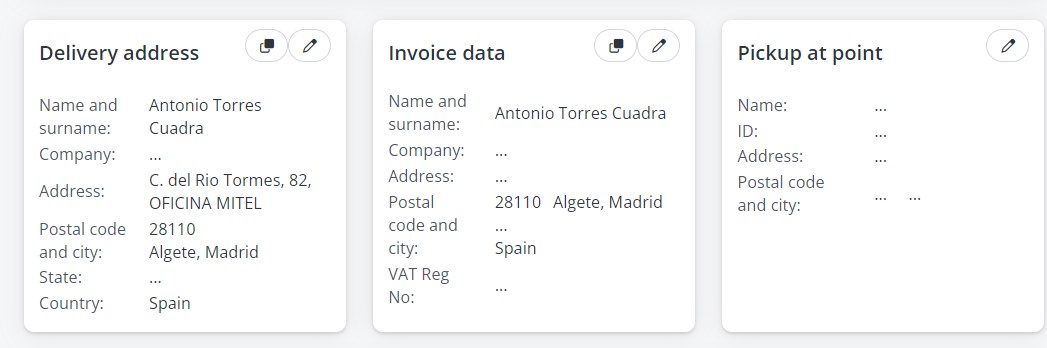 Delivery address
Name and
surname:
Antonio Torres
Cuadra
Company:
...
Address:
C. del Rio Tormes, 82,
OFICINA MITEL
Postal code
and city:
28110
Algete, Madrid
State:
...
Country:
Spain
Invoice data
Name and
surname:
Antonio Torres Cuadra
Company:
...
Address:
...
Postal
code and
city:
28110 Algete, Madrid
...
Spain
VAT Reg
No:
...
Pickup at point
Name:
...
ID:
...
Address:
...
Postal code
and city:
... ...